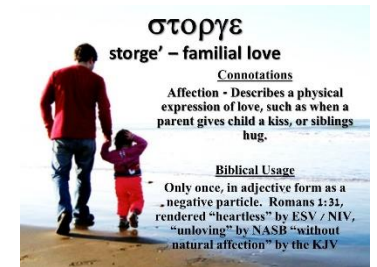 στοργε
storge’ – familial love
Connotations
Affection - Describes a physical
expression of love, such as when a
parent gives child a kiss, or siblings
hug.
Biblical Usage
Only once, in adjective form as a
negative particle. Romans 1:31,
rendered “heartless” by ESV / NIV,
“unloving” by NASB “without
natural affection” by the KJV